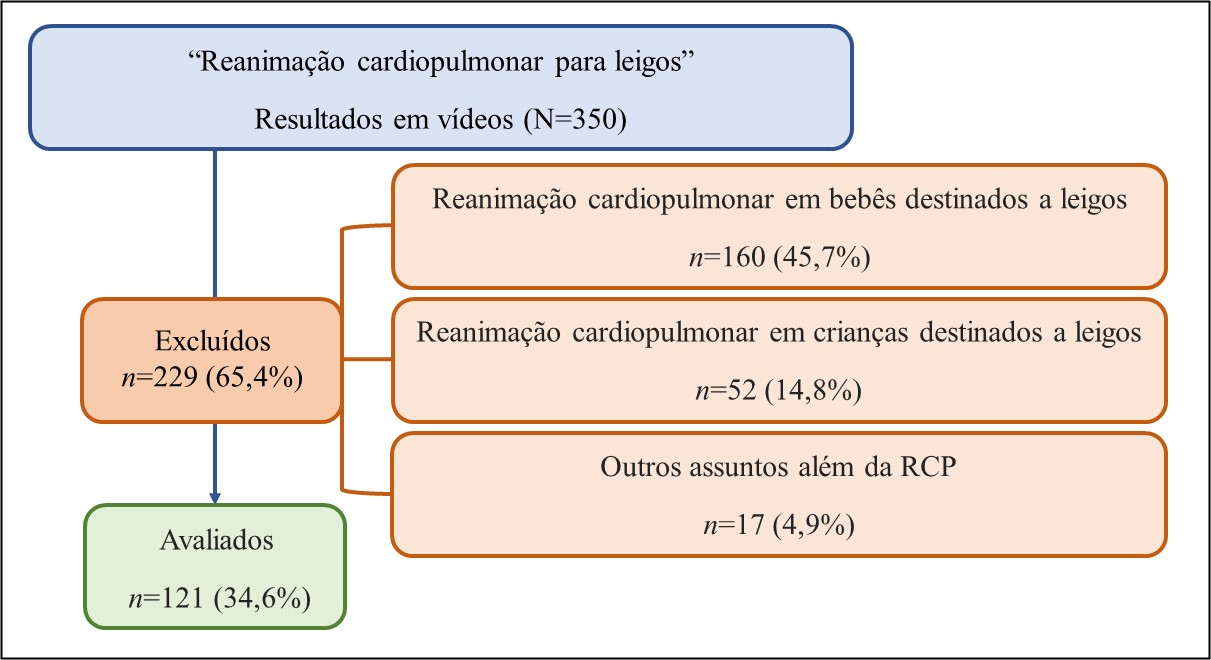 “Reanimação cardiopulmonar para leigos”
Resultados em vídeos (N=350)
Reanimação cardiopulmonar em bebês destinados a leigos
n=160 (45,7%)
Excluídos
n=229 (65,4%)
Reanimação cardiopulmonar em crianças destinados a leigos
n=52 (14,8%)
Outros assuntos além da RCP
n=17 (4,9%)
Avaliados
n=121 (34,6%)